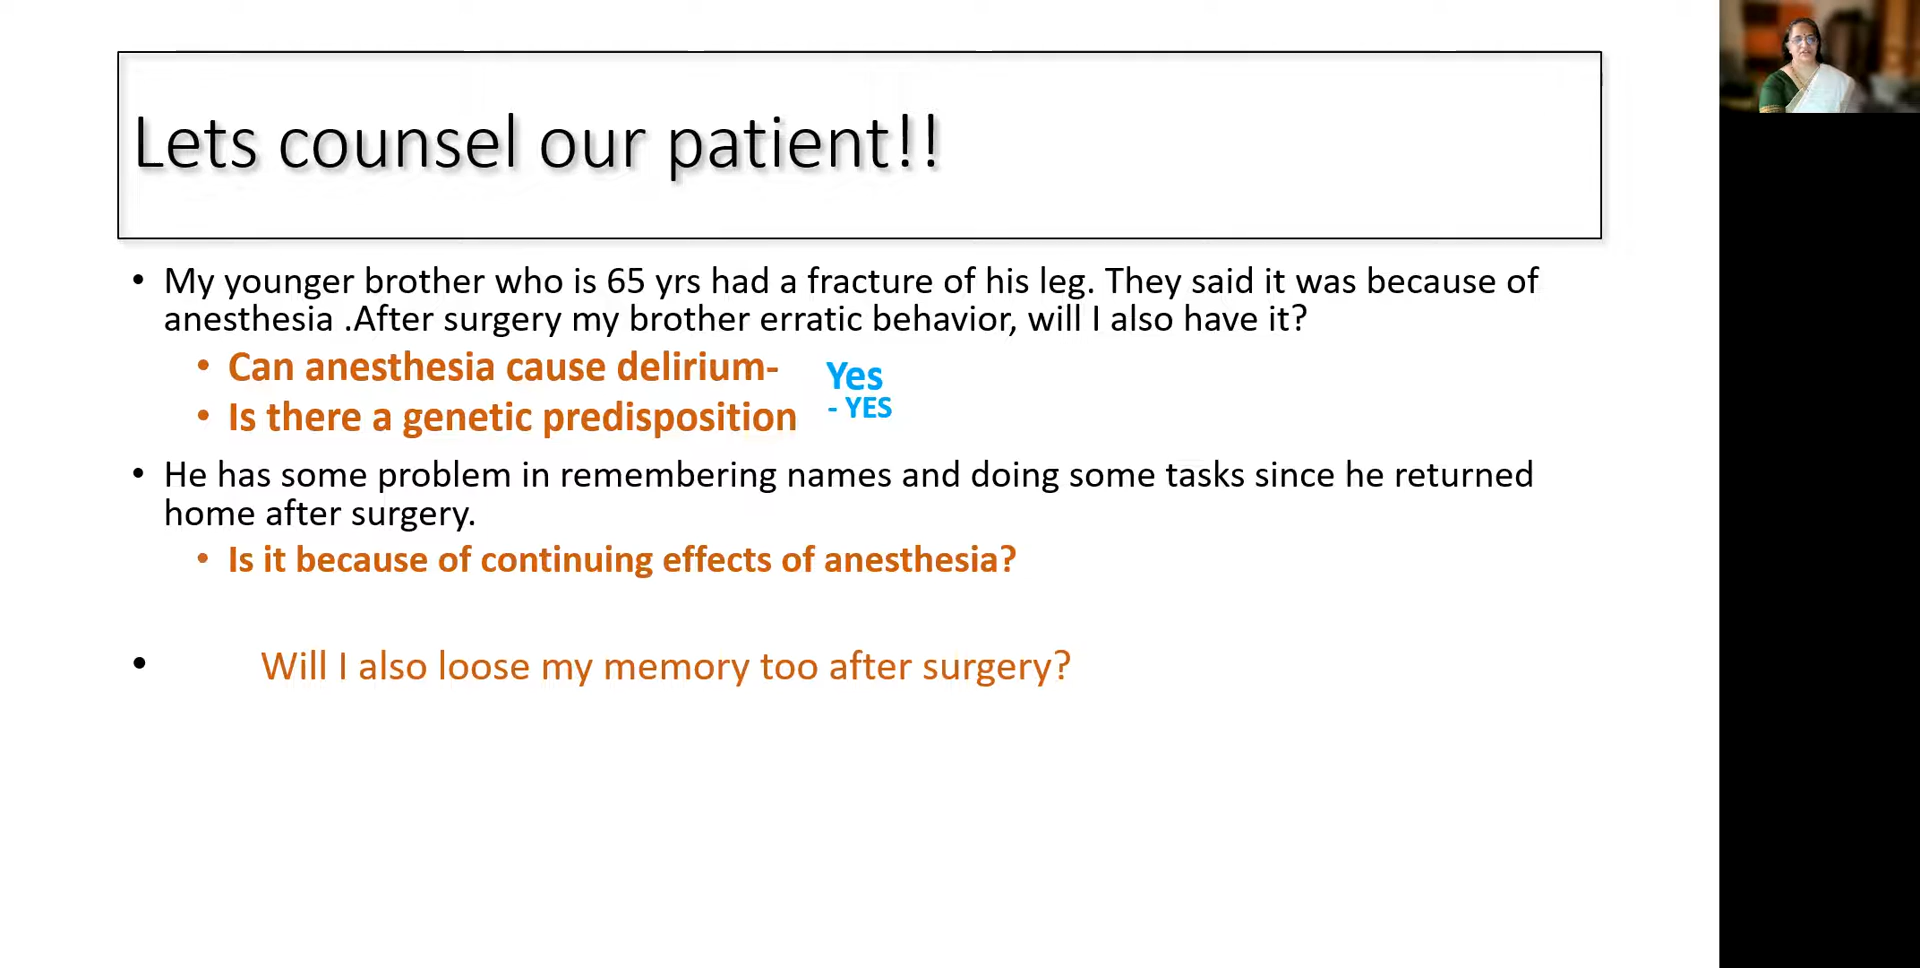 Lets counsel our patient!!
• My younger brother who is 65 yrs had a fracture of his leg. They said it was because of
anesthesia .After surgery my brother erratic behavior, will I also have it?
• Can anesthesia cause delirium- Yes
• Is there a genetic predisposition - YES
• He has some problem in remembering names and doing some tasks since he returned
home after surgery.
• Is it because of continuing effects of anesthesia?
• Will I also loose my memory too after surgery?